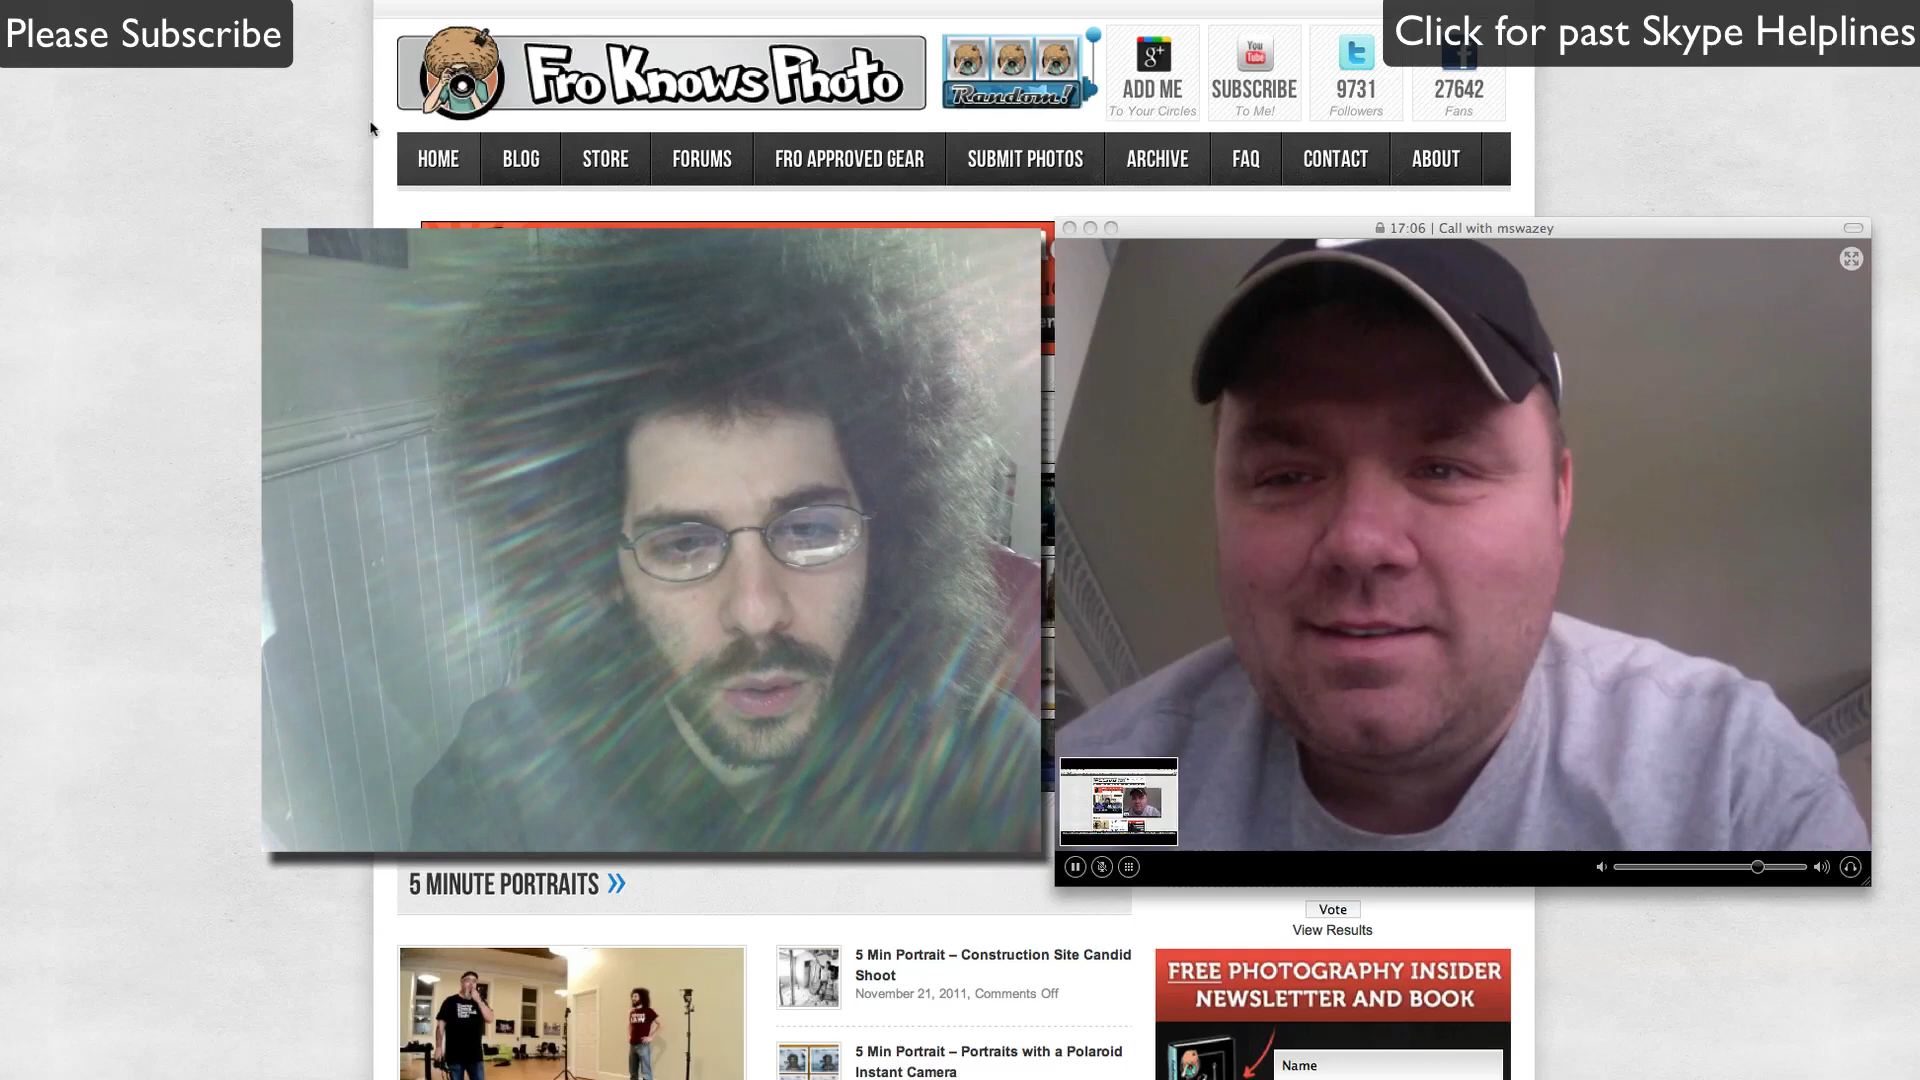 Please Subscribe
Click for past Skype Helplines
Fro Knows Photo
Random!
g+
ADD ME
To Your Circles
You
Tube
SUBSCRIBE
To Me!
9731
Followers
27642
Fans
HOME
BLOG
STORE
FORUMS
FRO APPROVED GEAR
SUBMIT PHOTOS
ARCHIVE
FAQ
CONTACT
ABOUT
17:06 | Call with mswazey
5 MINUTE PORTRAITS »
Vote
View Results
5 Min Portrait – Construction Site Candid
Shoot
November 21, 2011, Comments Off
5 Min Portrait – Portraits with a Polaroid
Instant Camera
FREE PHOTOGRAPHY INSIDER
NEWSLETTER AND BOOK
Name